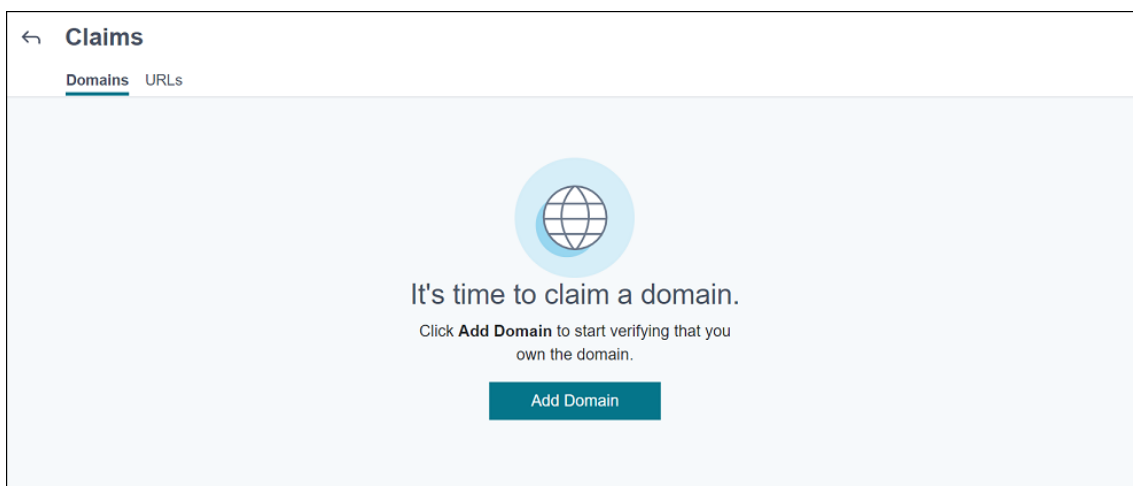 Claims
Domains URLs
It's time to claim a domain.
Click Add Domain to start verifying that you
own the domain.
Add Domain